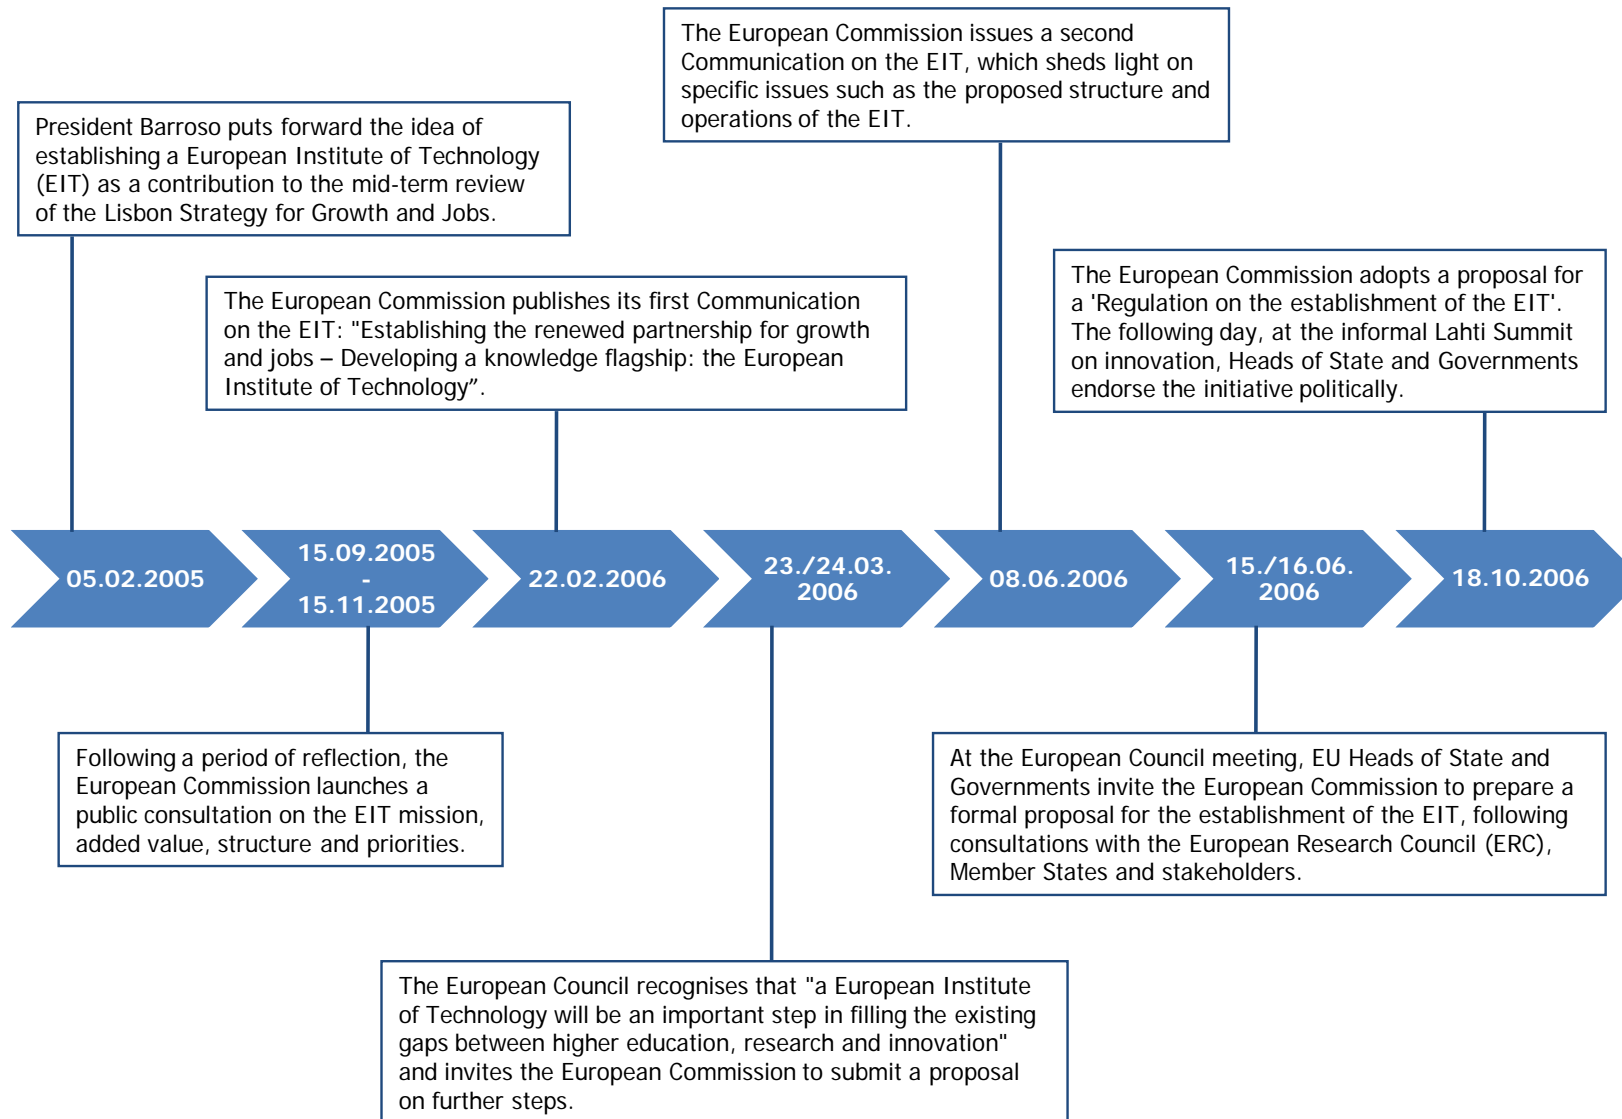 The European Commission issues a second
Communication on the EIT, which sheds light on
specific issues such as the proposed structure and
operations of the EIT.
President Barroso puts forward the idea of
establishing a European Institute of Technology
(EIT) as a contribution to the mid-term review
of the Lisbon Strategy for Growth and Jobs.
The European Commission publishes its first Communication
on the EIT: "Establishing the renewed partnership for growth
and jobs – Developing a knowledge flagship: the European
Institute of Technology”.
The European Commission adopts a proposal for
a 'Regulation on the establishment of the EIT'.
The following day, at the informal Lahti Summit
on innovation, Heads of State and Governments
endorse the initiative politically.
05.02.2005
15.09.2005
-
15.11.2005
22.02.2006
23./24.03.
2006
08.06.2006
15./16.06.
2006
18.10.2006
Following a period of reflection, the
European Commission launches a
public consultation on the EIT mission,
added value, structure and priorities.
At the European Council meeting, EU Heads of State and
Governments invite the European Commission to prepare a
formal proposal for the establishment of the EIT, following
consultations with the European Research Council (ERC),
Member States and stakeholders.
The European Council recognises that "a European Institute
of Technology will be an important step in filling the existing
gaps between higher education, research and innovation"
and invites the European Commission to submit a proposal
on further steps.